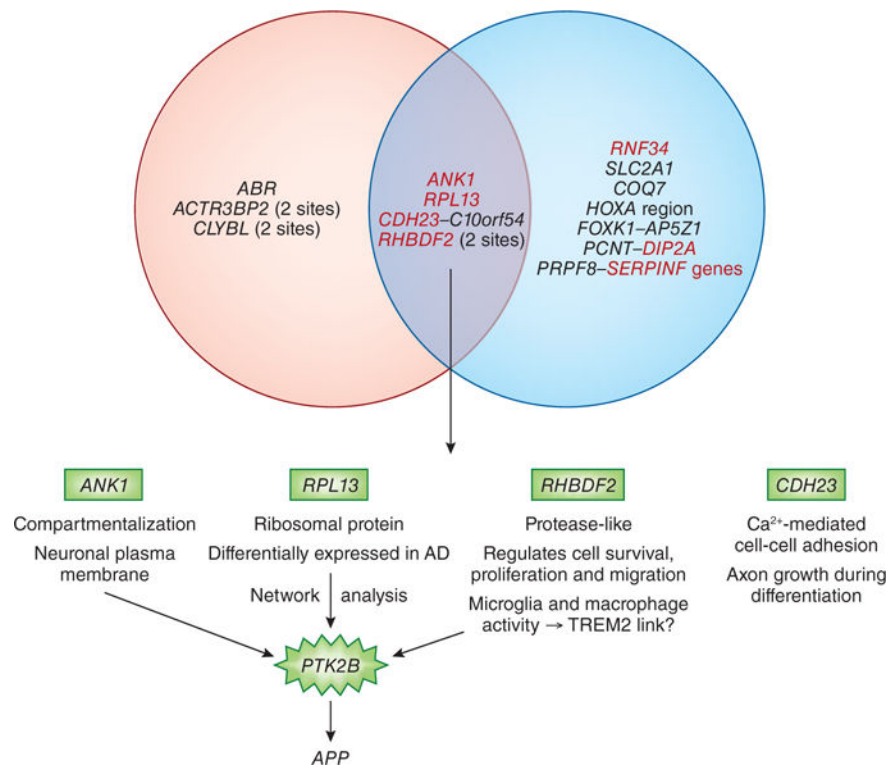 ABR
ACTR3BP2 (2 sites)
CLYBL (2 sites)
ANK1
RPL13
CDH23–C10orf54
RHBDF2 (2 sites)
RNF34
SLC2A1
COQ7
HOXA region
FOXK1–AP5Z1
PCNT–DIP2A
PRPF8–SERPINF genes
ANK1
Compartmentalization
Neuronal plasma
membrane
RPL13
Ribosomal protein
Differentially expressed in AD
Network analysis
RHBDF2
Protease-like
Regulates cell survival,
proliferation and migration
Microglia and macrophage
activity → TREM2 link?
CDH23
Ca²⁺-mediated
cell-cell adhesion
Axon growth during
differentiation
PTK2B
APP